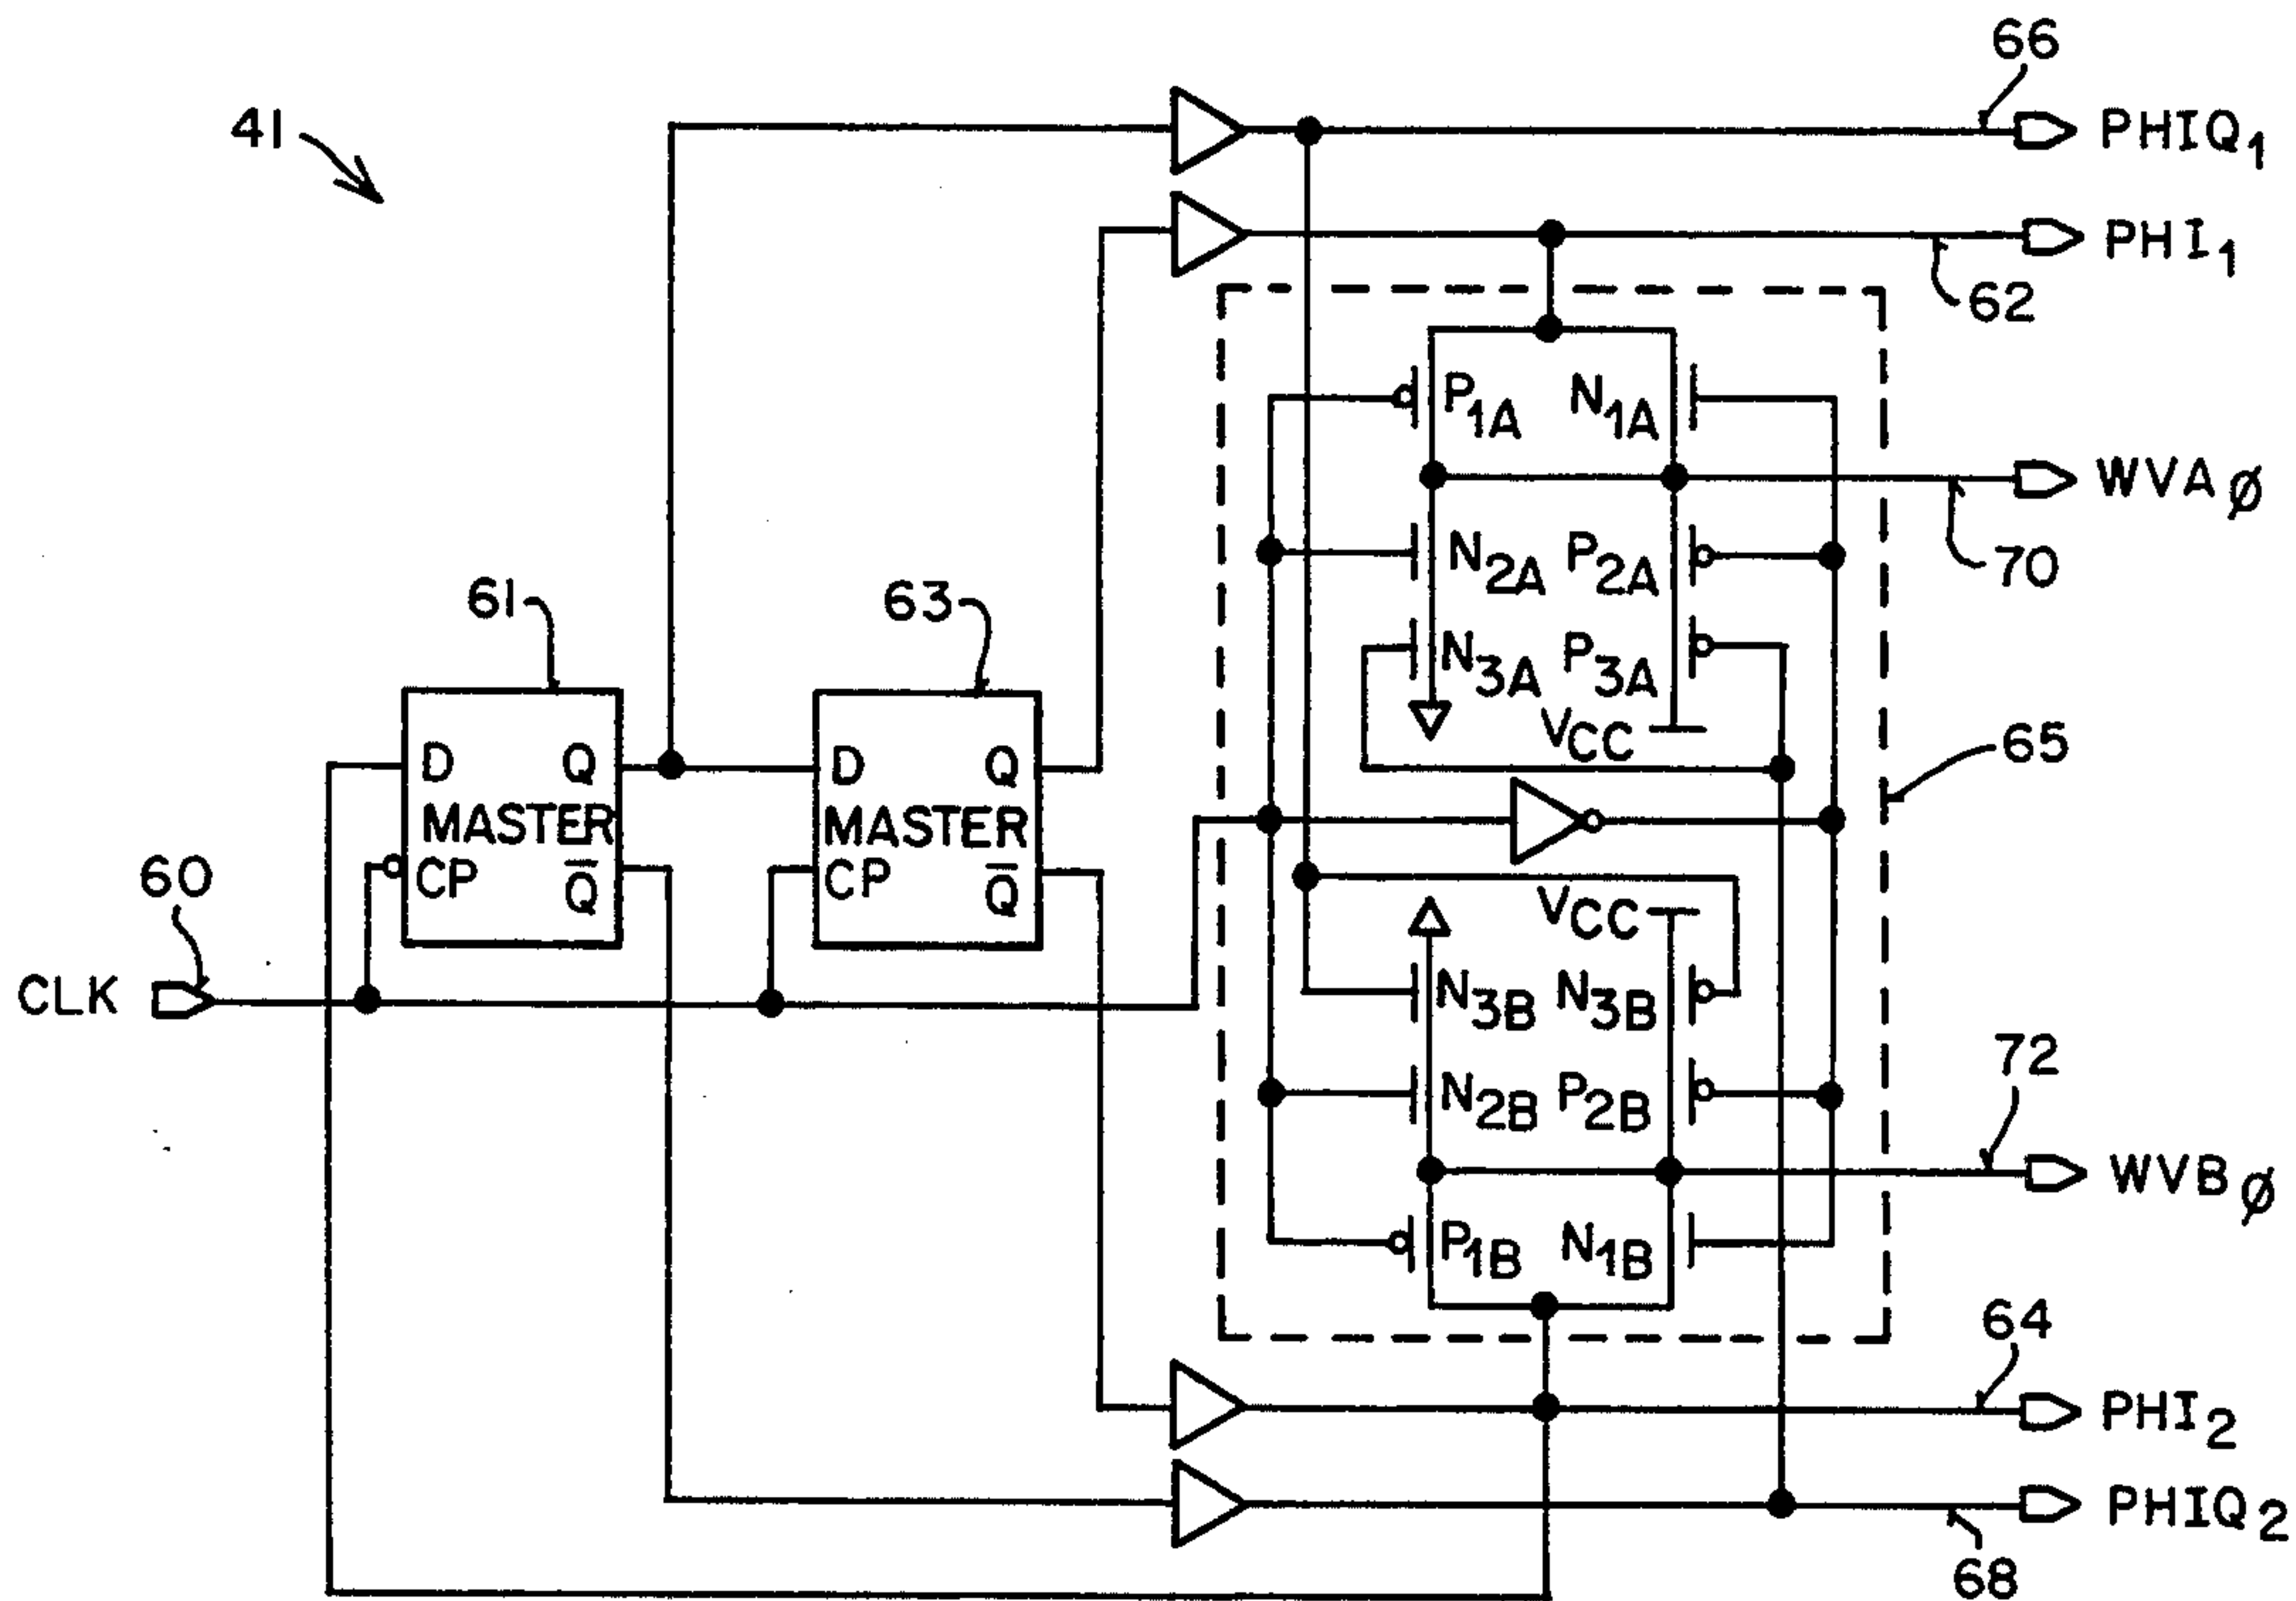 66
41
PHIQ1
PHI1
62
P1A N1A
WVAØ
N2A P2A
70
61
63
N3A P3A
VCC
65
D Q
MASTER
CP Q̅
D Q
MASTER
CP Q̅
60
CLK
VCC
N3B N3B
72
N2B P2B
WVBØ
P1B N1B
64
PHI2
PHIQ2
68